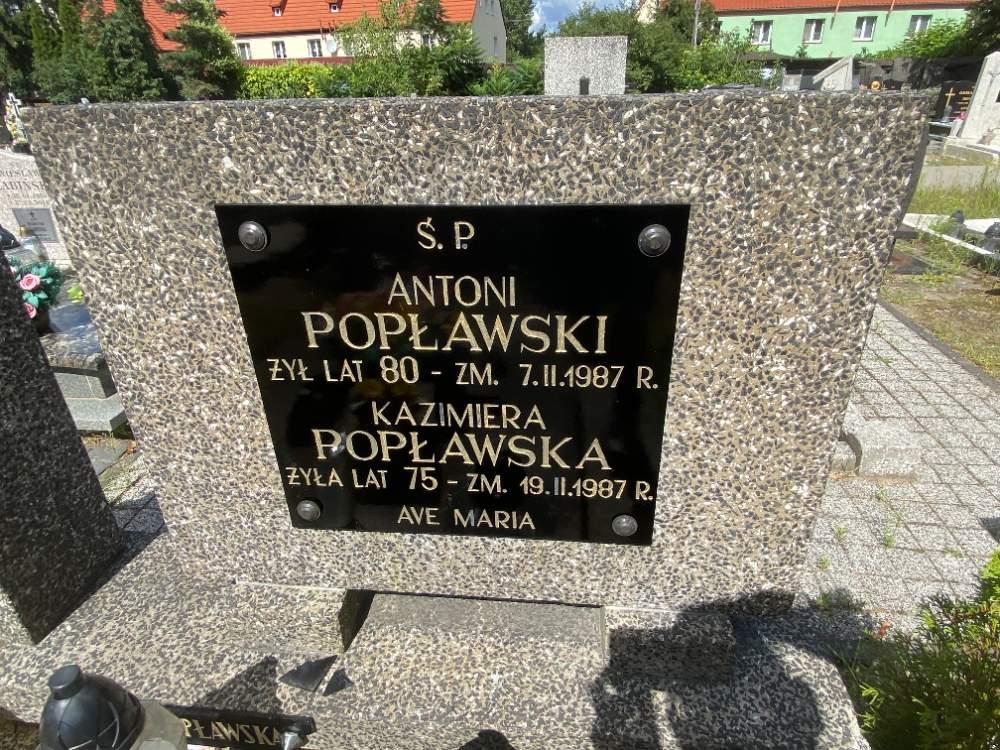 Ś. P.
ANTONI
POPŁAWSKI
ŻYŁ LAT 80 - ZM. 7.II.1987 R.
KAZIMIERA
POPŁAWSKA
ŻYŁA LAT 75 - ZM. 19.II.1987 R.
AVE MARIA